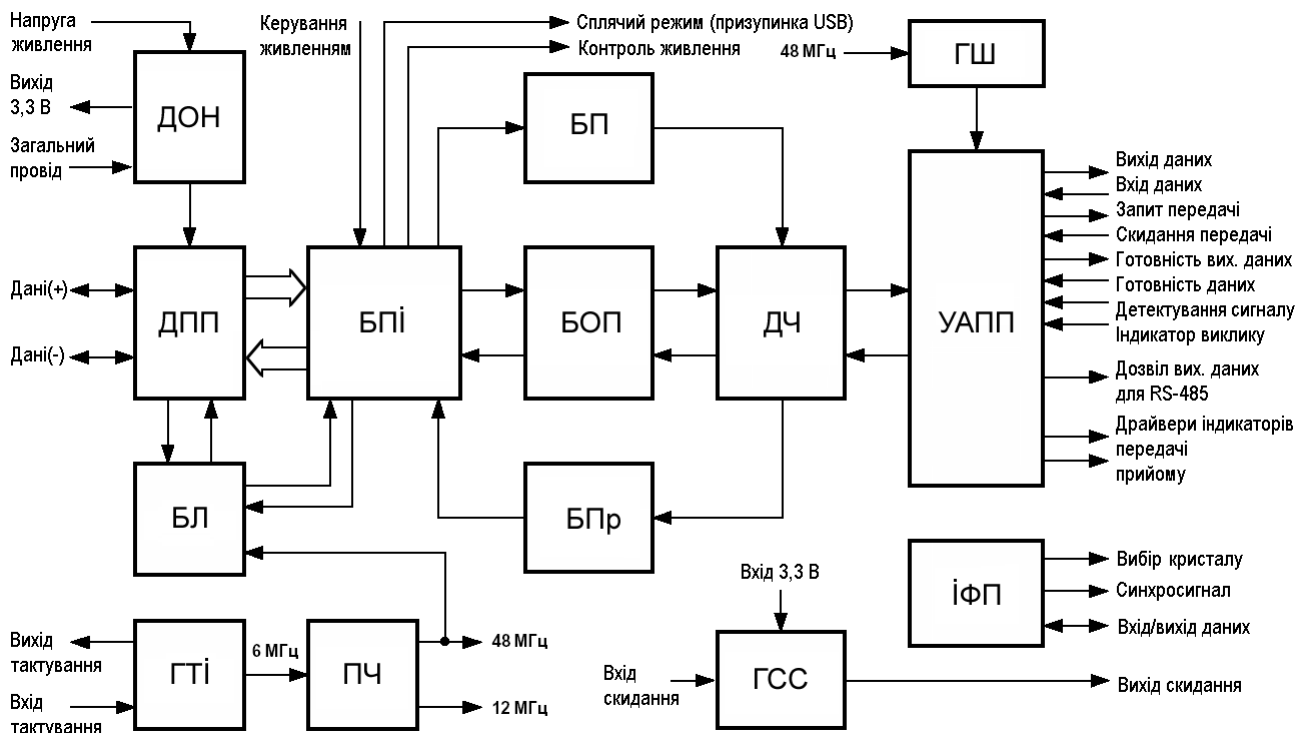 Напруга
живлення
Вихід
3,3 В
Загальний
провід
ДОН
Керування
живленням
Сплячий режим (призупинка USB)
Контроль живлення
48 МГц
ГШ
БП
Дані(+)
Дані(-)
ДПП
БПі
БОП
ДЧ
УАПП
Вихід даних
Вхід даних
Запит передачі
Скидання передачі
Готовність вих. даних
Готовність даних
Детектування сигналу
Індикатор виклику
Дозвіл вих. даних
для RS-485
Драйвери індикаторів
передачі
прийому
БЛ
БПр
Вихід
тактування
Вхід
тактування
ГТі
6 МГц
ПЧ
48 МГц
12 МГц
Вхід 3,3 В
Вхід
скидання
ГСС
Вихід скидання
іФП
Вибір кристалу
Синхросигнал
Вхід/вихід даних